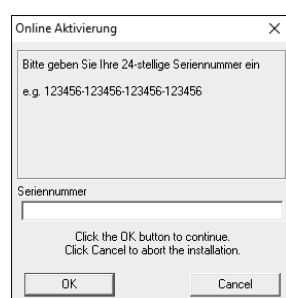 Online Aktivierung
Bitte geben Sie Ihre 24-stellige Seriennummer ein
e.g. 123456-123456-123456-123456
Seriennummer
Click the OK button to continue.
Click Cancel to abort the installation.
OK
Cancel